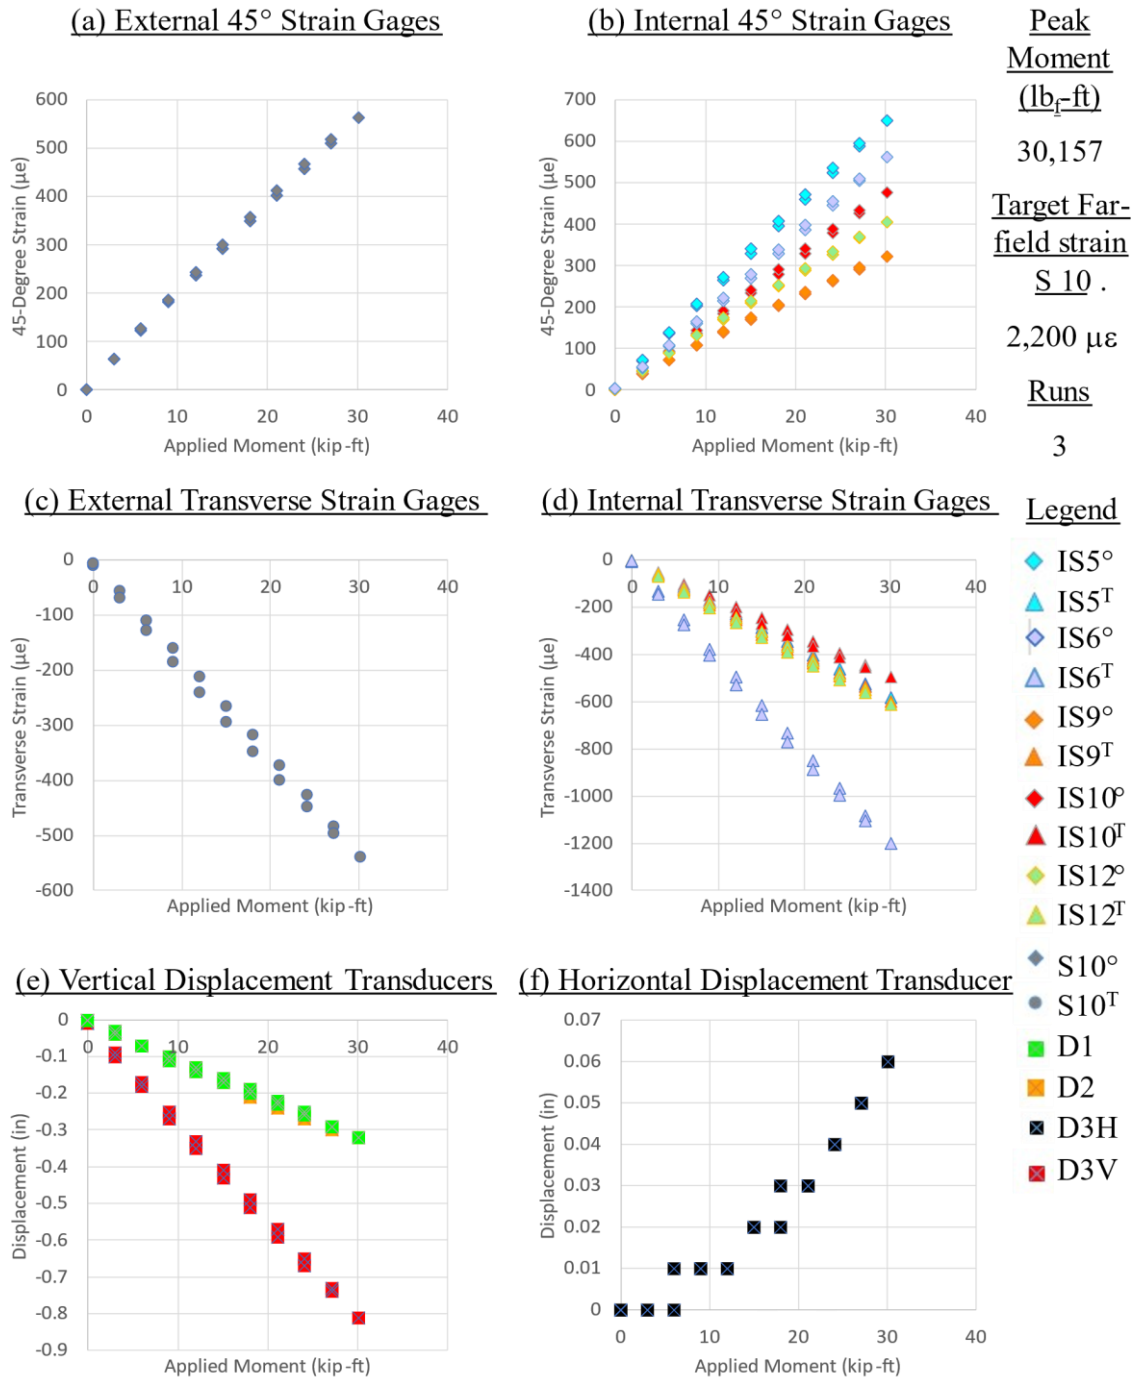 (a) External 45° Strain Gages
(b) Internal 45° Strain Gages
Peak
Moment
(lbf-ft)
30,157
Target Far-
field strain
S 10 .
2,200 µε
Runs
3
600
500
400
300
200
100
0
45-Degree Strain (µe)
0 10 20 30 40
Applied Moment (kip-ft)
700
600
500
400
300
200
100
0
45-Degree Strain (µe)
0 10 20 30 40
Applied Moment (kip-ft)
(c) External Transverse Strain Gages
(d) Internal Transverse Strain Gages
0
-100
-200
-300
-400
-500
-600
Transverse Strain (µe)
0 10 20 30 40
Applied Moment (kip-ft)
0
-200
-400
-600
-800
-1000
-1200
-1400
Transverse Strain (µe)
0 10 20 30 40
Applied Moment (kip-ft)
Legend
IS5°
IS5T
IS6°
IS6T
IS9°
IS9T
IS10°
IS10T
IS12°
IS12T
S10°
S10T
D1
D2
D3H
D3V
(e) Vertical Displacement Transducers
(f) Horizontal Displacement Transducer
0
-0.1
-0.2
-0.3
-0.4
-0.5
-0.6
-0.7
-0.8
-0.9
Displacement (in)
0 10 20 30 40
Applied Moment (kip-ft)
0.07
0.06
0.05
0.04
0.03
0.02
0.01
0
Displacement (in)
0 10 20 30 40
Applied Moment (kip-ft)